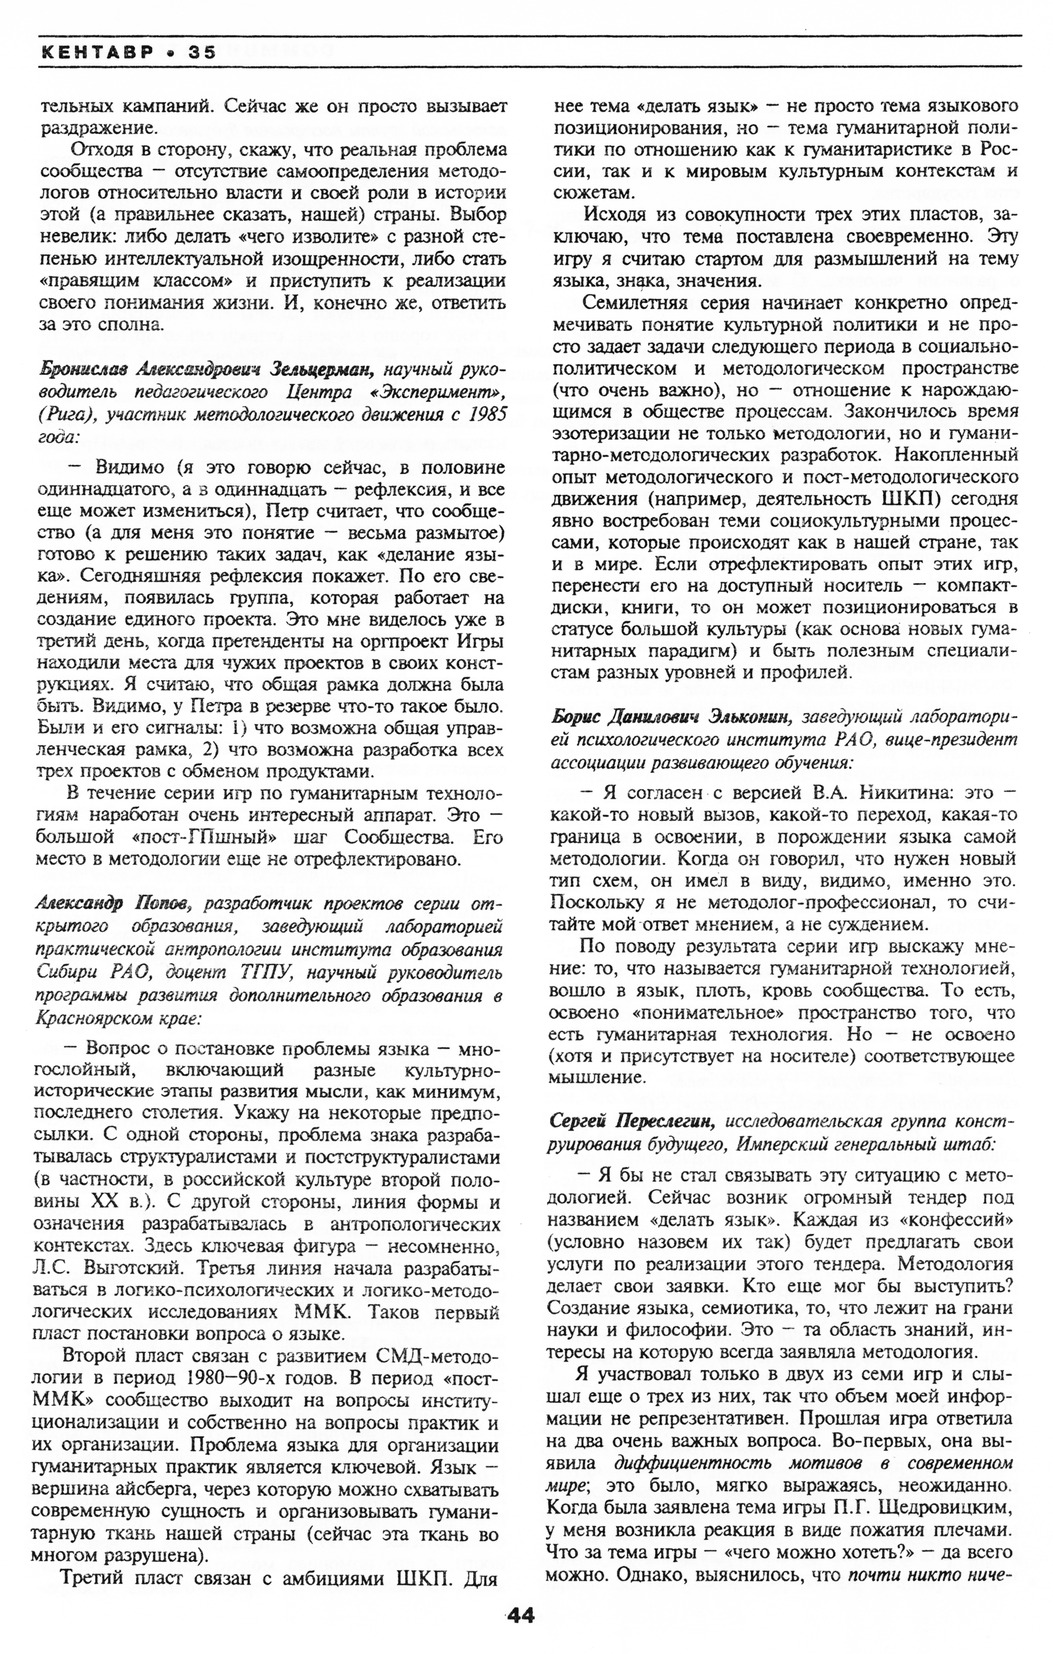 КЕНТАВР • 35
тельных кампаний. Сейчас же он просто вызывает
раздражение.
Отходя в сторону, скажу, что реальная проблема
сообщества — отсутствие самоопределения методо-
логов относительно власти и своей роли в истории
этой (а правильнее сказать, нашей) страны. Выбор
невелик: либо делать «чего изволите» с разной сте-
пенью интеллектуальной изощренности, либо стать
«правящим классом» и приступить к реализации
своего понимания жизни. И, конечно же, ответить
за это сполна.
Бронислав Александрович Зельцерман, научный руко-
водитель педагогического Центра «Эксперимент»,
(Рига), участник методологического движения с 1985
года:
— Видимо (я это говорю сейчас, в половине
одиннадцатого, а в одиннадцать — рефлексия, и все
еще может измениться), Петр считает, что сообще-
ство (а для меня это понятие — весьма размытое)
готово к решению таких задач, как «делание язы-
ка». Сегодняшняя рефлексия покажет. По его све-
дениям, появилась группа, которая работает на
создание единого проекта. Это мне виделось уже в
третий день, когда претенденты на оргпроект Игры
находили места для чужих проектов в своих конст-
рукциях. Я считаю, что общая рамка должна была
быть. Видимо, у Петра в резерве что-то такое было.
Были и его сигналы: 1) что возможна общая управ-
ленческая рамка, 2) что возможна разработка всех
трех проектов с обменом продуктами.
В течение серии игр по гуманитарным техноло-
гиям наработан очень интересный аппарат. Это —
большой «пост-ГПшный» шаг Сообщества. Его
место в методологии еще не отрефлектировано.
Александр Попов, разработчик проектов серии от-
крытого образования, заведующий лабораторией
практической антропологии института образования
Сибири РАО, доцент ТГПУ, научный руководитель
программы развития дополнительного образования в
Красноярском крае:
— Вопрос о постановке проблемы языка — мно-
гослойный, включающий разные культурно-
исторические этапы развития мысли, как минимум,
последнего столетия. Укажу на некоторые предпо-
сылки. С одной стороны, проблема знака разраба-
тывалась структуралистами и постструктуралистами
(в частности, в российской культуре второй поло-
вины XX в.). С другой стороны, линия формы и
означения разрабатывалась в антропологических
контекстах. Здесь ключевая фигура — несомненно,
Л.С. Выготский. Третья линия начала разрабаты-
ваться в логико-психологических и логико-методо-
логических исследованиях ММК. Таков первый
пласт постановки вопроса о языке.
Второй пласт связан с развитием СМД-методо-
логии в период 1980—90-х годов. В период «пост-
ММК» сообщество выходит на вопросы институ-
ционализации и собственно на вопросы практик и
их организации. Проблема языка для организации
гуманитарных практик является ключевой. Язык —
вершина айсберга, через которую можно схватывать
современную сущность и организовывать гумани-
тарную ткань нашей страны (сейчас эта ткань во
многом разрушена).
Третий пласт связан с амбициями ШКП. Для
нее тема «делать язык» — не просто тема языкового
позиционирования, но — тема гуманитарной поли-
тики по отношению как к гуманитаристике в Рос-
сии, так и к мировым культурным контекстам и
сюжетам.
Исходя из совокупности трех этих пластов, за-
ключаю, что тема поставлена своевременно. Эту
игру я считаю стартом для размышлений на тему
языка, знака, значения.
Семилетняя серия начинает конкретно опред-
мечивать понятие культурной политики и не про-
сто задает задачи следующего периода в социально-
политическом и методологическом пространстве
(что очень важно), но — отношение к нарождаю-
щимся в обществе процессам. Закончилось время
эзотеризации не только методологии, но и гумани-
тарно-методологических разработок. Накопленный
опыт методологического и пост-методологического
движения (например, деятельность ШКП) сегодня
явно востребован теми социокультурными процес-
сами, которые происходят как в нашей стране, так
и в мире. Если отрефлектировать опыт этих игр,
перенести его на доступный носитель — компакт-
диски, книги, то он может позиционироваться в
статусе большой культуры (как основа новых гума-
нитарных парадигм) и быть полезным специали-
стам разных уровней и профилей.
Борис Данилович Эльконин, заведующий лаборатори-
ей психологического института РАО, вице-президент
ассоциации развивающего обучения:
— Я согласен с версией В.А. Никитина: это —
какой-то новый вызов, какой-то переход, какая-то
граница в освоении, в порождении языка самой
методологии. Когда он говорил, что нужен новый
тип схем, он имел в виду, видимо, именно это.
Поскольку я не методолог-профессионал, то счи-
тайте мой ответ мнением, а не суждением.
По поводу результата серии игр выскажу мне-
ние: то, что называется гуманитарной технологией,
вошло в язык, плоть, кровь сообщества. То есть,
освоено «понимательное» пространство того, что
есть гуманитарная технология. Но — не освоено
(хотя и присутствует на носителе) соответствующее
мышление.
Сергей Переслегин, исследовательская группа конст-
руирования будущего, Имперский генеральный штаб:
— Я бы не стал связывать эту ситуацию с мето-
дологией. Сейчас возник огромный тендер под
названием «делать язык». Каждая из «конфессий»
(условно назовем их так) будет предлагать свои
услуги по реализации этого тендера. Методология
делает свои заявки. Кто еще мог бы выступить?
Создание языка, семиотика, то, что лежит на грани
науки и философии. Это — та область знаний, ин-
тересы на которую всегда заявляла методология.
Я участвовал только в двух из семи игр и слы-
шал еще о трех из них, так что объем моей инфор-
мации не репрезентативен. Прошлая игра ответила
на два очень важных вопроса. Во-первых, она вы-
явила диффициентность мотивов в современном
мире; это было, мягко выражаясь, неожиданно.
Когда была заявлена тема игры П.Г. Щедровицким,
у меня возникла реакция в виде пожатия плечами.
Что за тема игры — «чего можно хотеть?» — да всего
можно. Однако, выяснилось, что почти никто ниче-
44